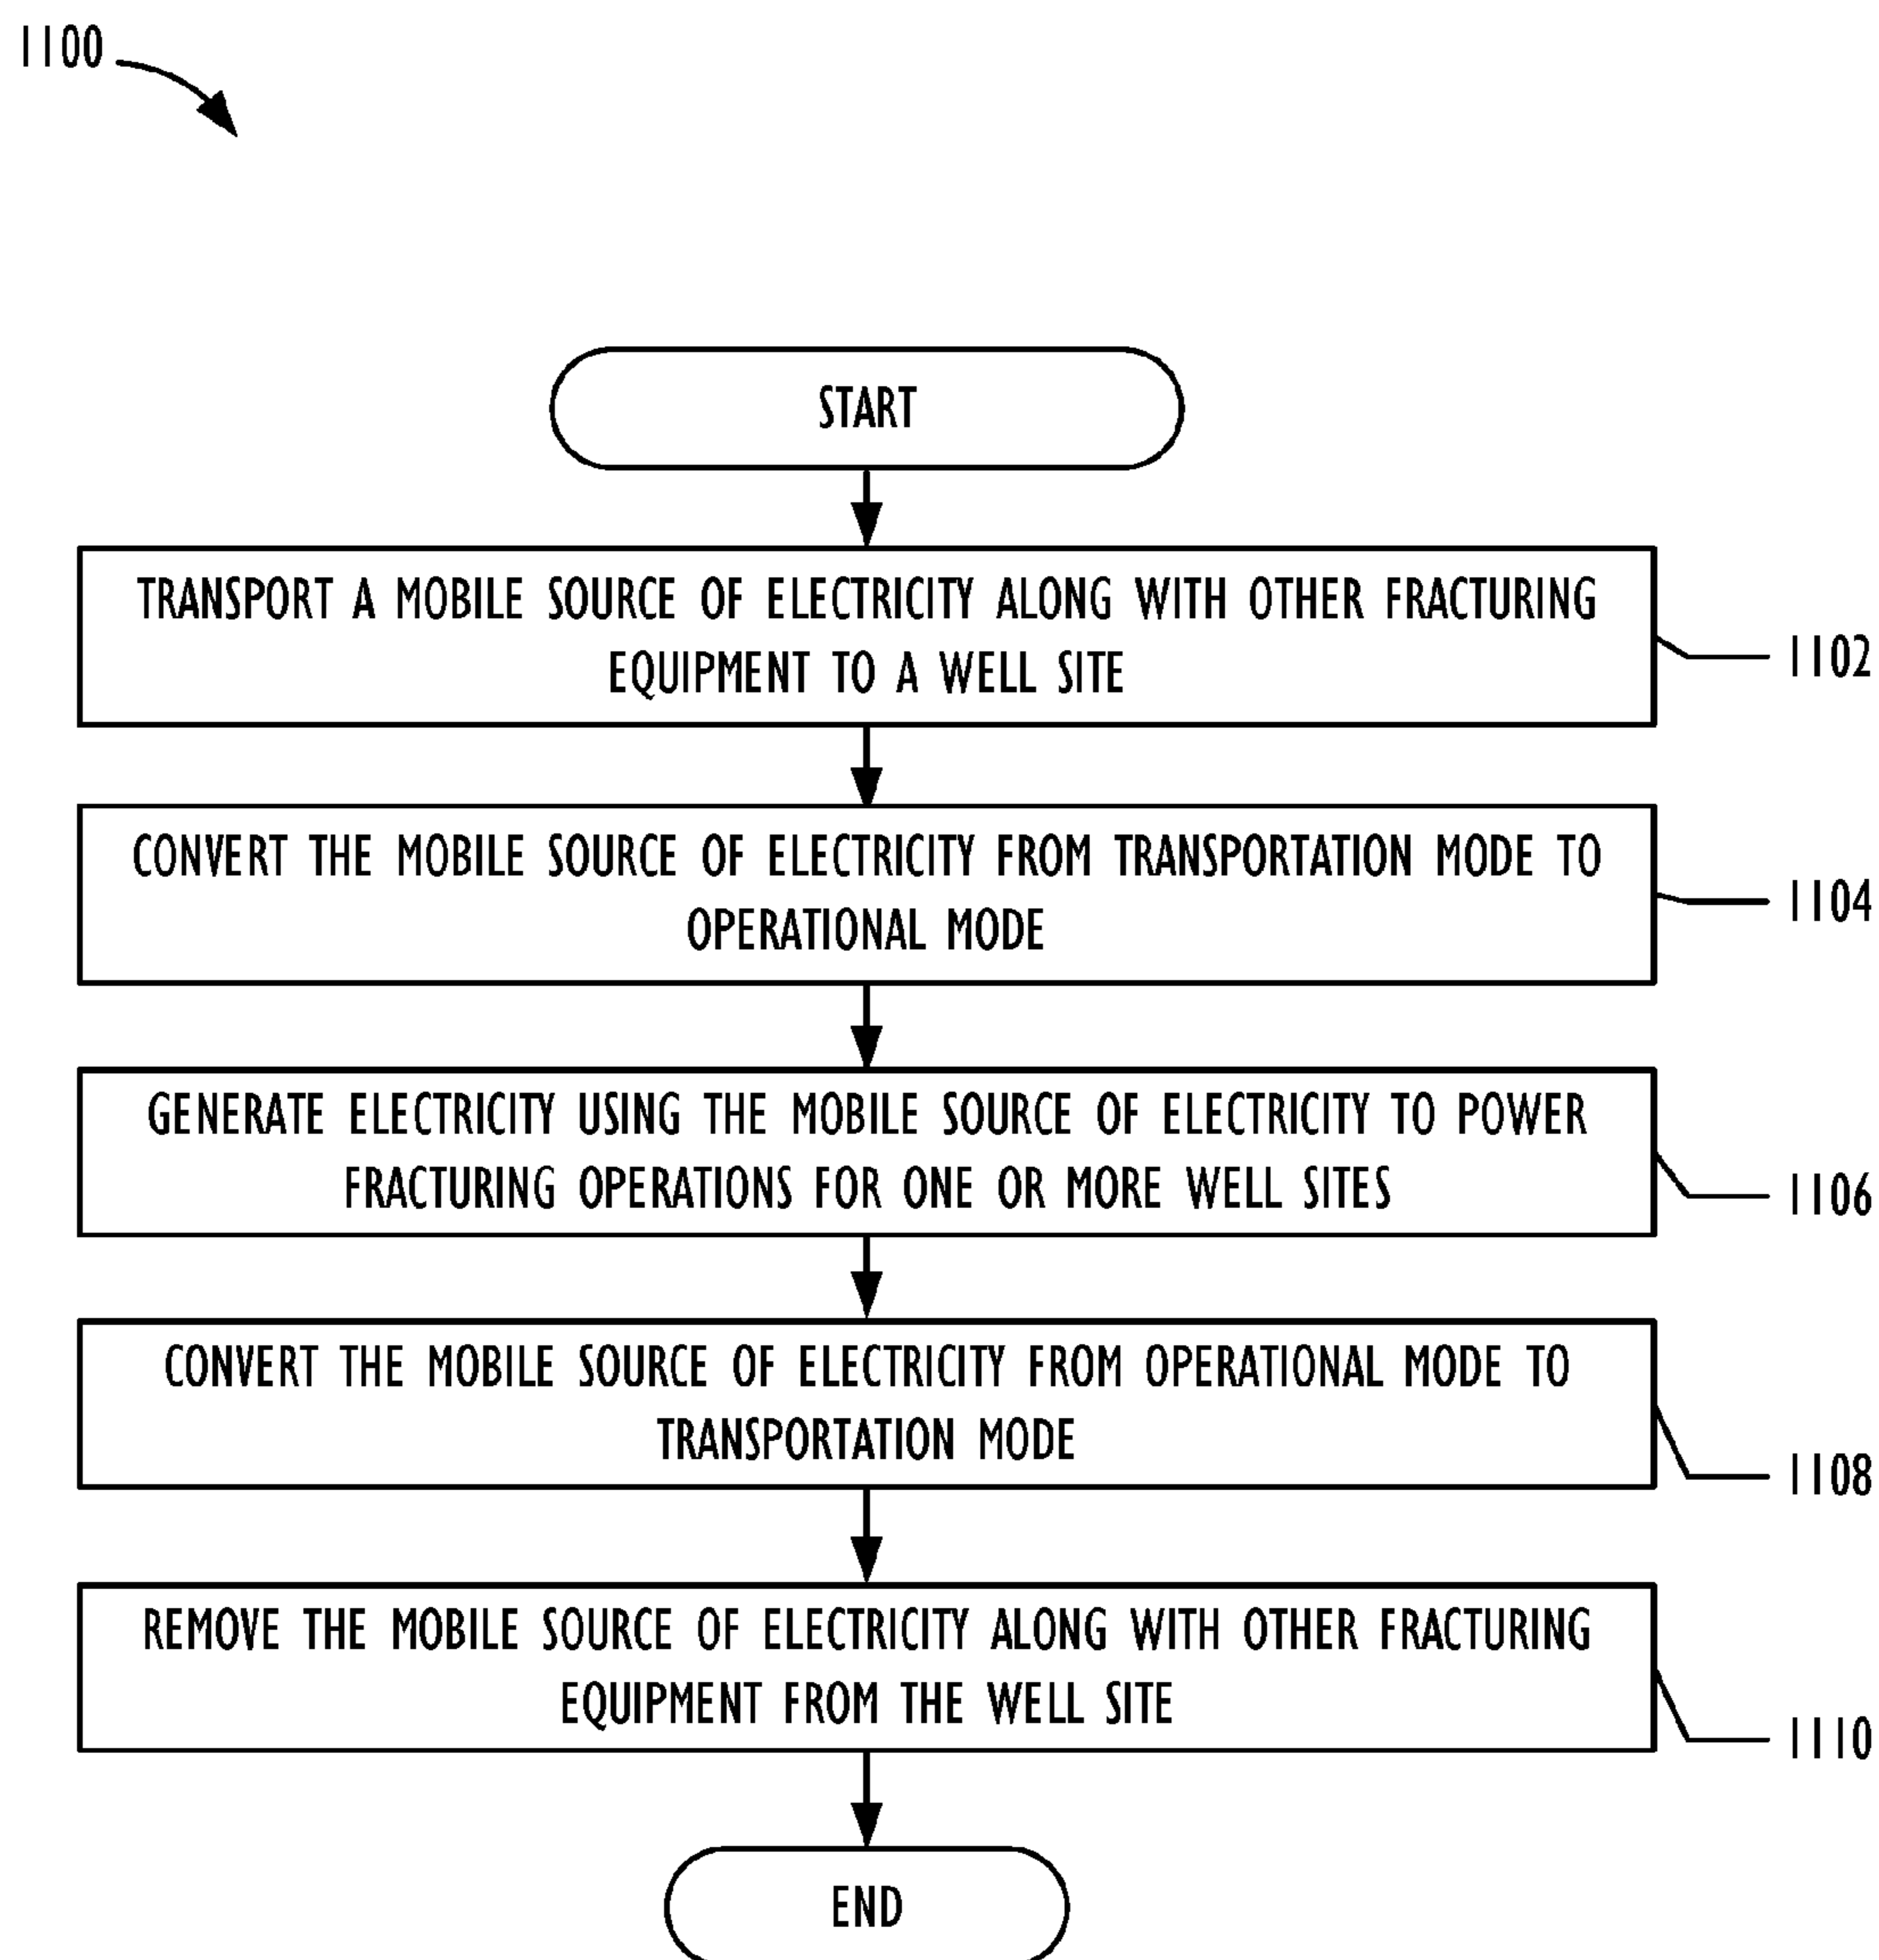 1100
START
TRANSPORT A MOBILE SOURCE OF ELECTRICITY ALONG WITH OTHER FRACTURING
EQUIPMENT TO A WELL SITE
1102
CONVERT THE MOBILE SOURCE OF ELECTRICITY FROM TRANSPORTATION MODE TO
OPERATIONAL MODE
1104
GENERATE ELECTRICITY USING THE MOBILE SOURCE OF ELECTRICITY TO POWER
FRACTURING OPERATIONS FOR ONE OR MORE WELL SITES
1106
CONVERT THE MOBILE SOURCE OF ELECTRICITY FROM OPERATIONAL MODE TO
TRANSPORTATION MODE
1108
REMOVE THE MOBILE SOURCE OF ELECTRICITY ALONG WITH OTHER FRACTURING
EQUIPMENT FROM THE WELL SITE
1110
END